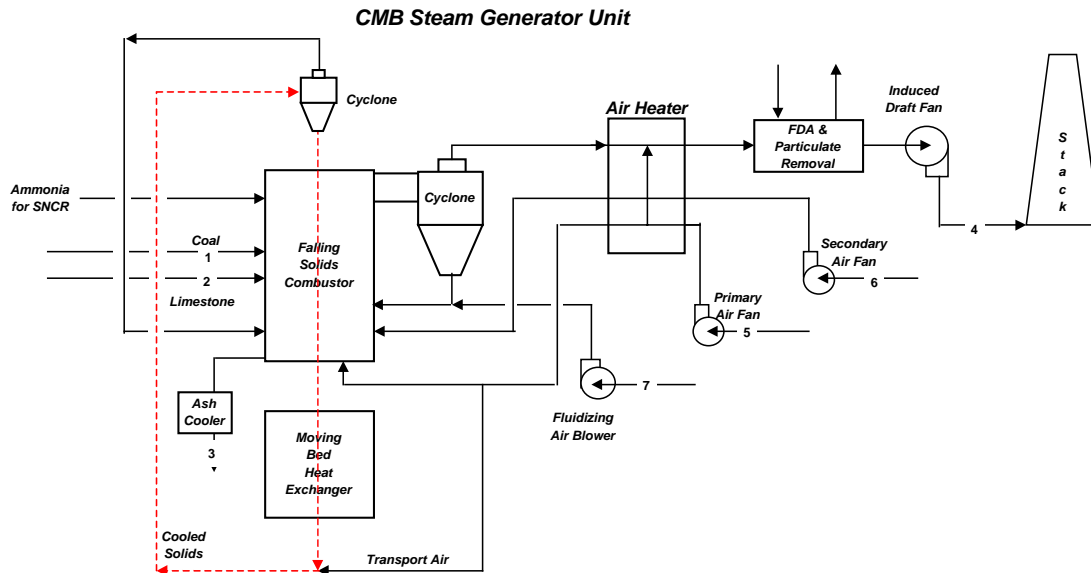 CMB Steam Generator Unit
Cyclone
Air Heater
Induced
Draft Fan
FDA &
Particulate
Removal
S
t
a
c
k
Ammonia
for SNCR
Cyclone
Coal
1
2
Limestone
Falling
Solids
Combustor
4
Secondary
Air Fan
6
Primary
Air Fan
5
7
Fluidizing
Air Blower
Ash
Cooler
3
Moving
Bed
Heat
Exchanger
Cooled
Solids
Transport Air